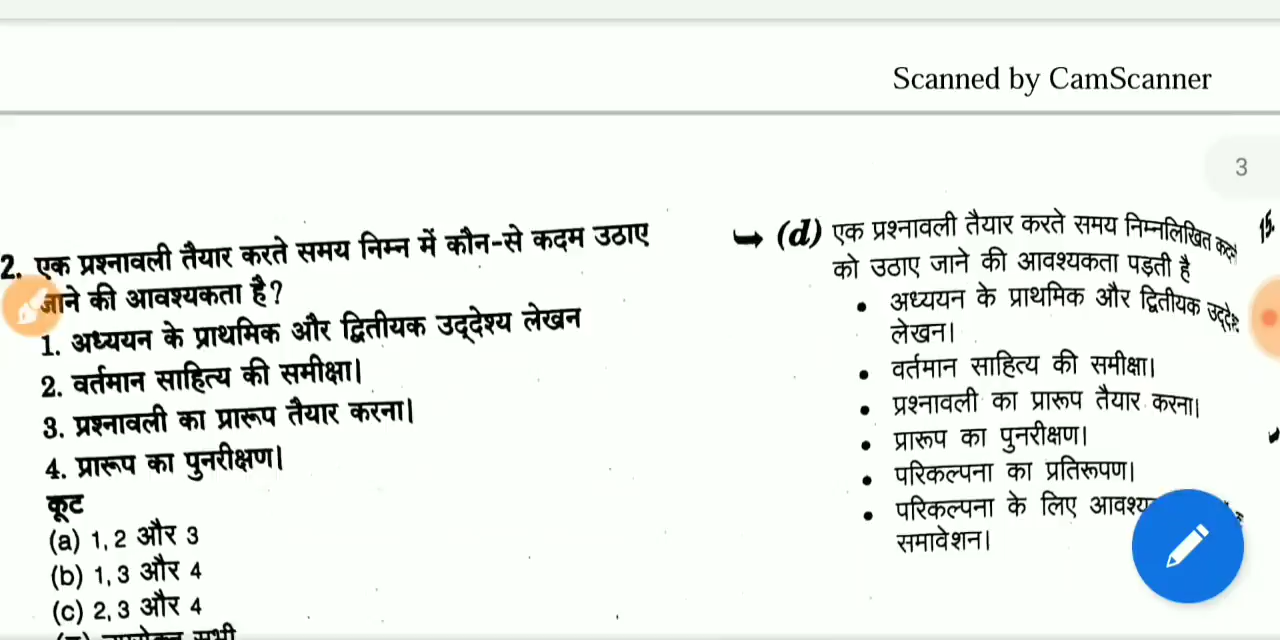 Scanned by CamScanner
3
2. एक प्रश्नावली तैयार करते समय निम्न में कौन-से कदम उठाए
जाने की आवश्यकता है?
1. अध्ययन के प्राथमिक और द्वितीयक उद्देश्य लेखन
2. वर्तमान साहित्य की समीक्षा।
3. प्रश्नावली का प्रारूप तैयार करना।
4. प्रारूप का पुनरीक्षण।
कूट
(a) 1, 2 और 3
(b) 1, 3 और 4
(c) 2, 3 और 4
सभी
(d) एक प्रश्नावली तैयार करते समय निम्नलिखित
को उठाए जाने की आवश्यकता पड़ती है
• अध्ययन के प्राथमिक और द्वितीयक
लेखन।
• वर्तमान साहित्य की समीक्षा।
• प्रश्नावली का प्रारूप तैयार करना।
• प्रारूप का पुनरीक्षण।
• परिकल्पना का प्रतिरूपण।
• परिकल्पना के लिए
समावेशन।
15.